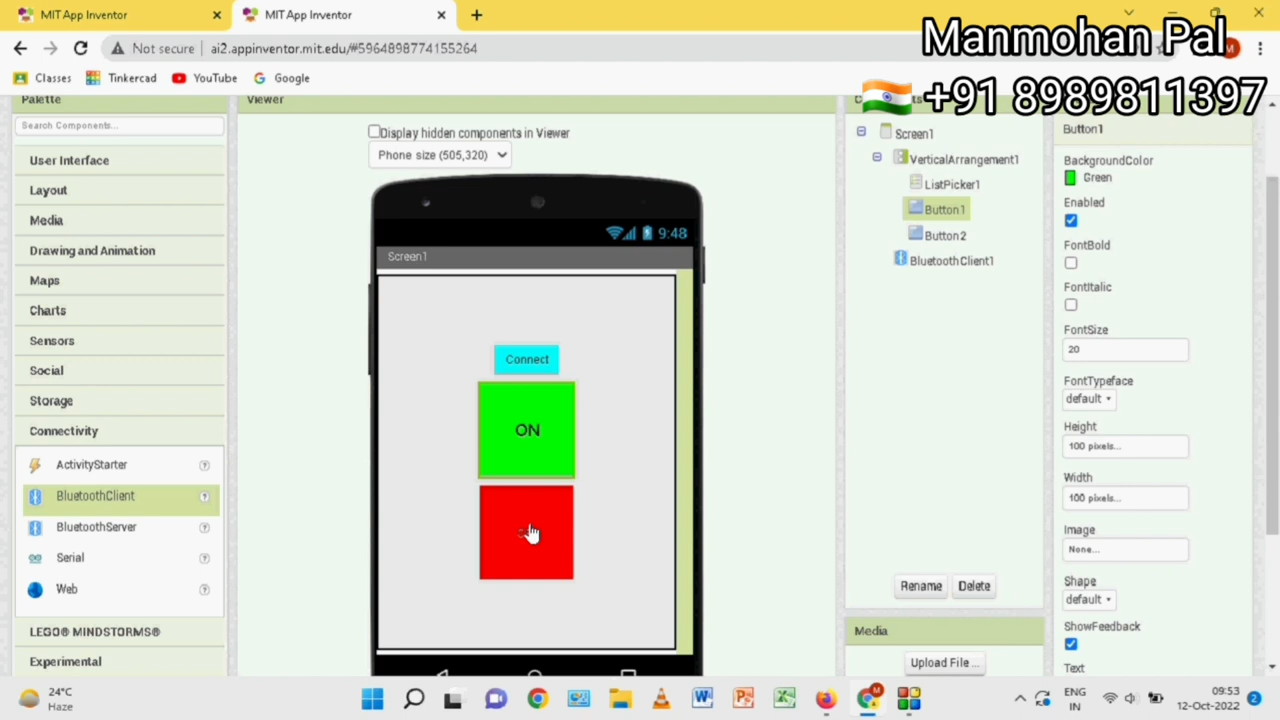 MIT App Inventor
MIT App Inventor
Not secure
ai2.appinventor.mit.edu/#5964898774155264
Manmohan Pal
+91 8989811397
Classes
Tinkercad
YouTube
Google
Palette
Viewer
Search Components...
User Interface
Layout
Media
Drawing and Animation
Maps
Charts
Sensors
Social
Storage
Connectivity
ActivityStarter
BluetoothClient
BluetoothServer
Serial
Web
LEGO® MINDSTORMS®
Experimental
Display hidden components in Viewer
Phone size (505,320)
9:48
Screen1
Connect
ON
Screen1
VerticalArrangement1
ListPicker1
Button1
Button2
BluetoothClient1
Rename
Delete
Media
Upload File ...
Button1
BackgroundColor
Green
Enabled
FontBold
FontItalic
FontSize
20
FontTypeface
default
Height
100 pixels...
Width
100 pixels...
Image
None...
Shape
default
ShowFeedback
Text
24°C
Haze
ENG
IN
09:53
12-Oct-2022
2